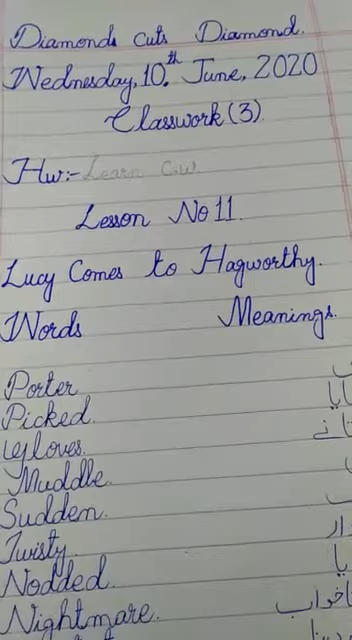 Diamonds cuts Diamond.
Wednesday, 10th June, 2020
Classwork (3)
Hw:- Learn C.W.
Lesson No 11.
Lucy Comes to Hagworthy.
Words Meanings.
Porter
Picked.
Gloves.
Muddle.
Sudden.
Twisty.
Nodded.
Nightmare.